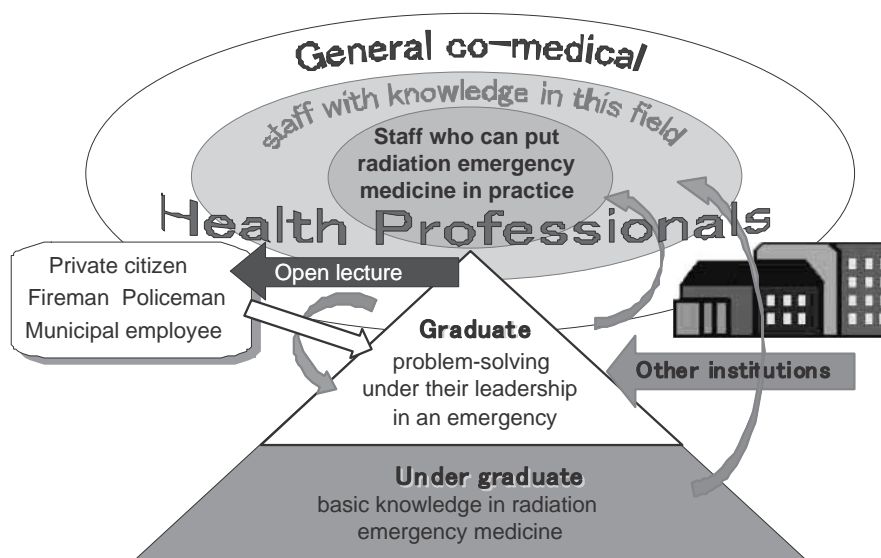 General co-medical
staff with knowledge in this field
Staff who can put
radiation emergency
medicine in practice
Health Professionals
Private citizen
Fireman Policeman
Municipal employee
Open lecture
Graduate
problem-solving
under their leadership
in an emergency
Other institutions
Under graduate
basic knowledge in radiation
emergency medicine